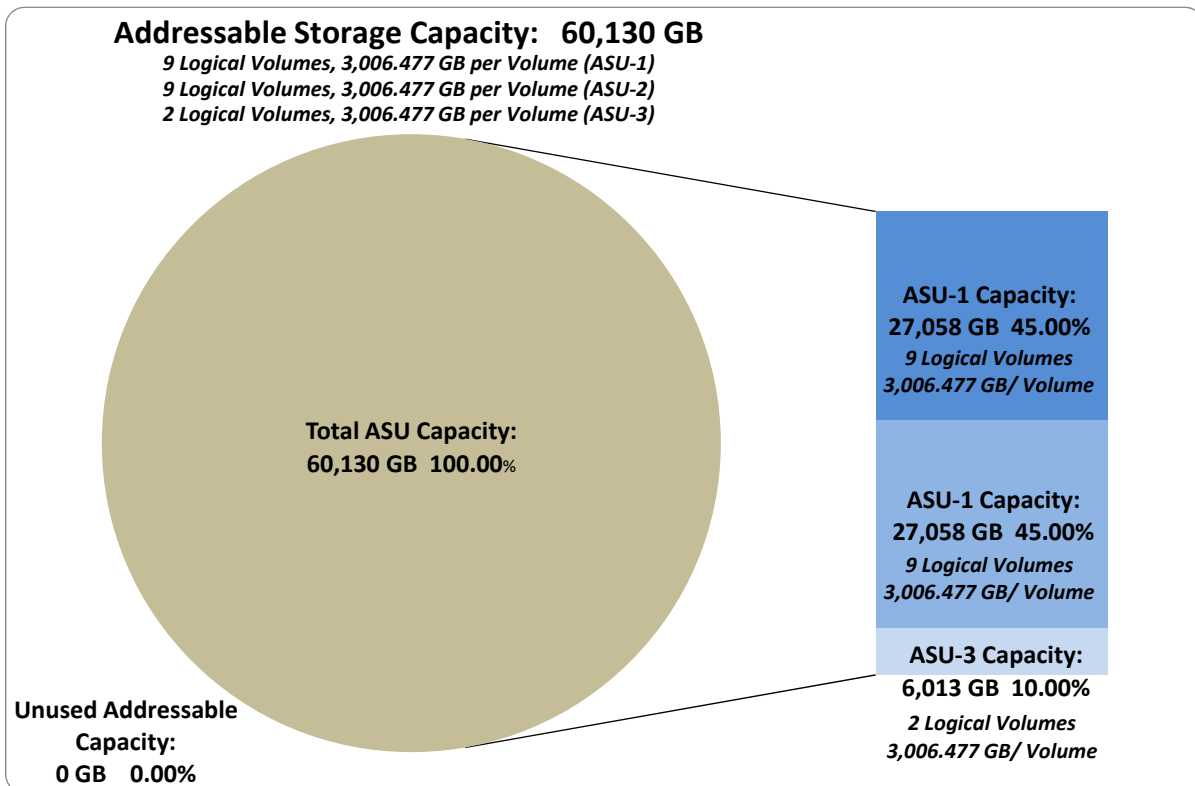 Addressable Storage Capacity: 60,130 GB
9 Logical Volumes, 3,006.477 GB per Volume (ASU-1)
9 Logical Volumes, 3,006.477 GB per Volume (ASU-2)
2 Logical Volumes, 3,006.477 GB per Volume (ASU-3)
Total ASU Capacity:
60,130 GB 100.00%
ASU-1 Capacity:
27,058 GB 45.00%
9 Logical Volumes
3,006.477 GB/ Volume
ASU-1 Capacity:
27,058 GB 45.00%
9 Logical Volumes
3,006.477 GB/ Volume
ASU-3 Capacity:
6,013 GB 10.00%
2 Logical Volumes
3,006.477 GB/ Volume
Unused Addressable
Capacity:
0 GB 0.00%